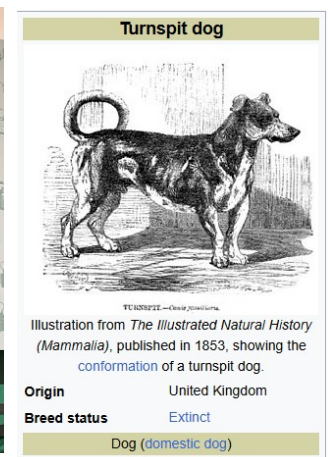 Turnspit dog
TURNSPIT.—Canis familiaris.
Illustration from The Illustrated Natural History
(Mammalia), published in 1853, showing the
conformation of a turnspit dog.
Origin United Kingdom
Breed status Extinct
Dog (domestic dog)